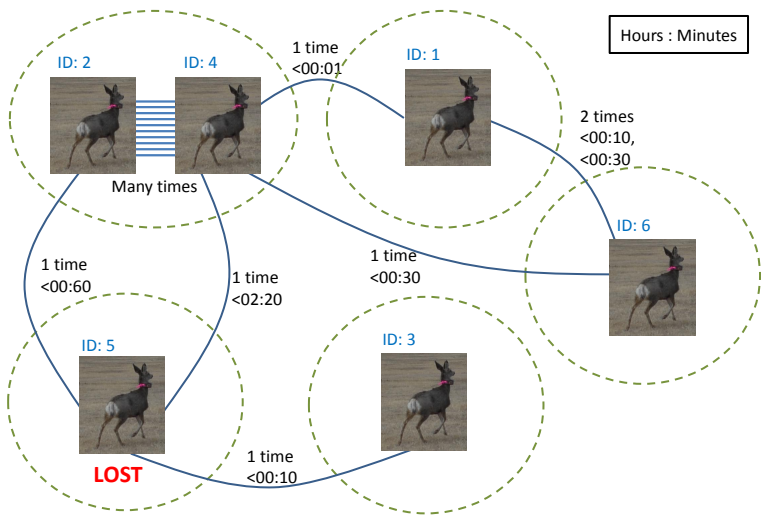 Hours : Minutes
ID: 2
ID: 4
1 time
<00:01
ID: 1
2 times
<00:10,
<00:30
Many times
ID: 6
1 time
<00:60
1 time
<02:20
1 time
<00:30
ID: 5
ID: 3
LOST
1 time
<00:10